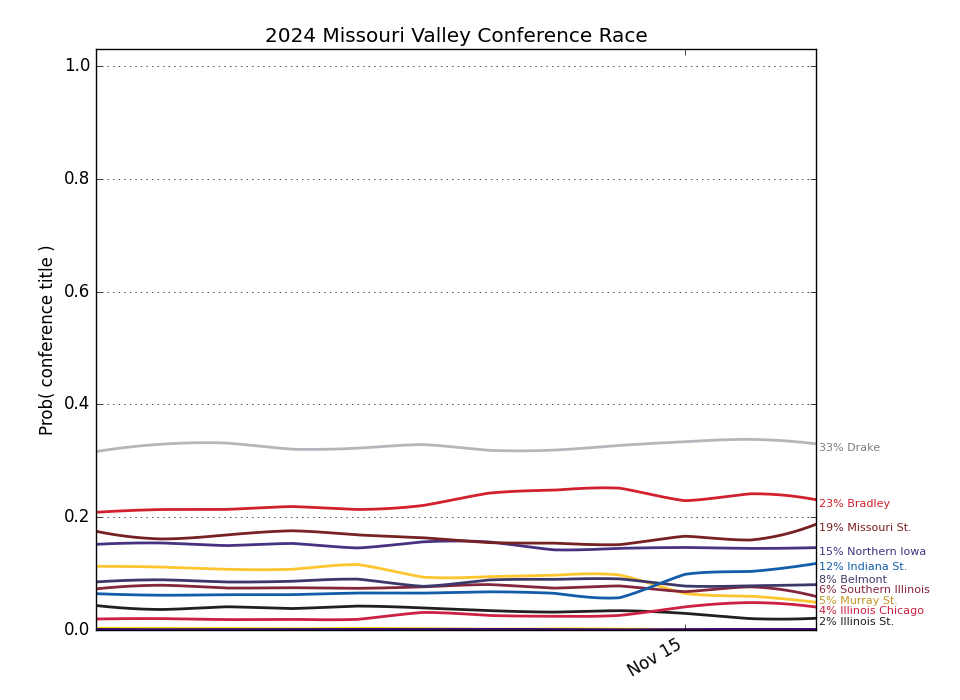 2024 Missouri Valley Conference Race
1.0
0.8
0.6
0.4
0.2
0.0
Prob( conference title )
Nov 15
33% Drake
23% Bradley
19% Missouri St.
15% Northern Iowa
12% Indiana St.
8% Belmont
6% Southern Illinois
5% Murray St.
4% Illinois Chicago
2% Illinois St.